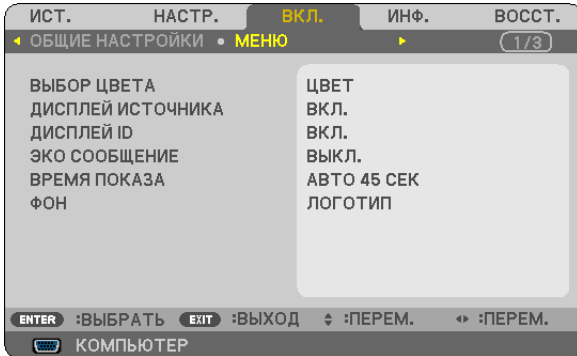 ИСТ. НАСТР. ВКЛ. ИНФ. ВОССТ.
ОБЩИЕ НАСТРОЙКИ • МЕНЮ 1/3
ВЫБОР ЦВЕТА ЦВЕТ
ДИСПЛЕЙ ИСТОЧНИКА ВКЛ.
ДИСПЛЕЙ ID ВКЛ.
ЭКО СООБЩЕНИЕ ВЫКЛ.
ВРЕМЯ ПОКАЗА АВТО 45 СЕК
ФОН ЛОГОТИП
ENTER :ВЫБРАТЬ EXIT :ВЫХОД :ПЕРЕМ. :ПЕРЕМ.
КОМПЬЮТЕР